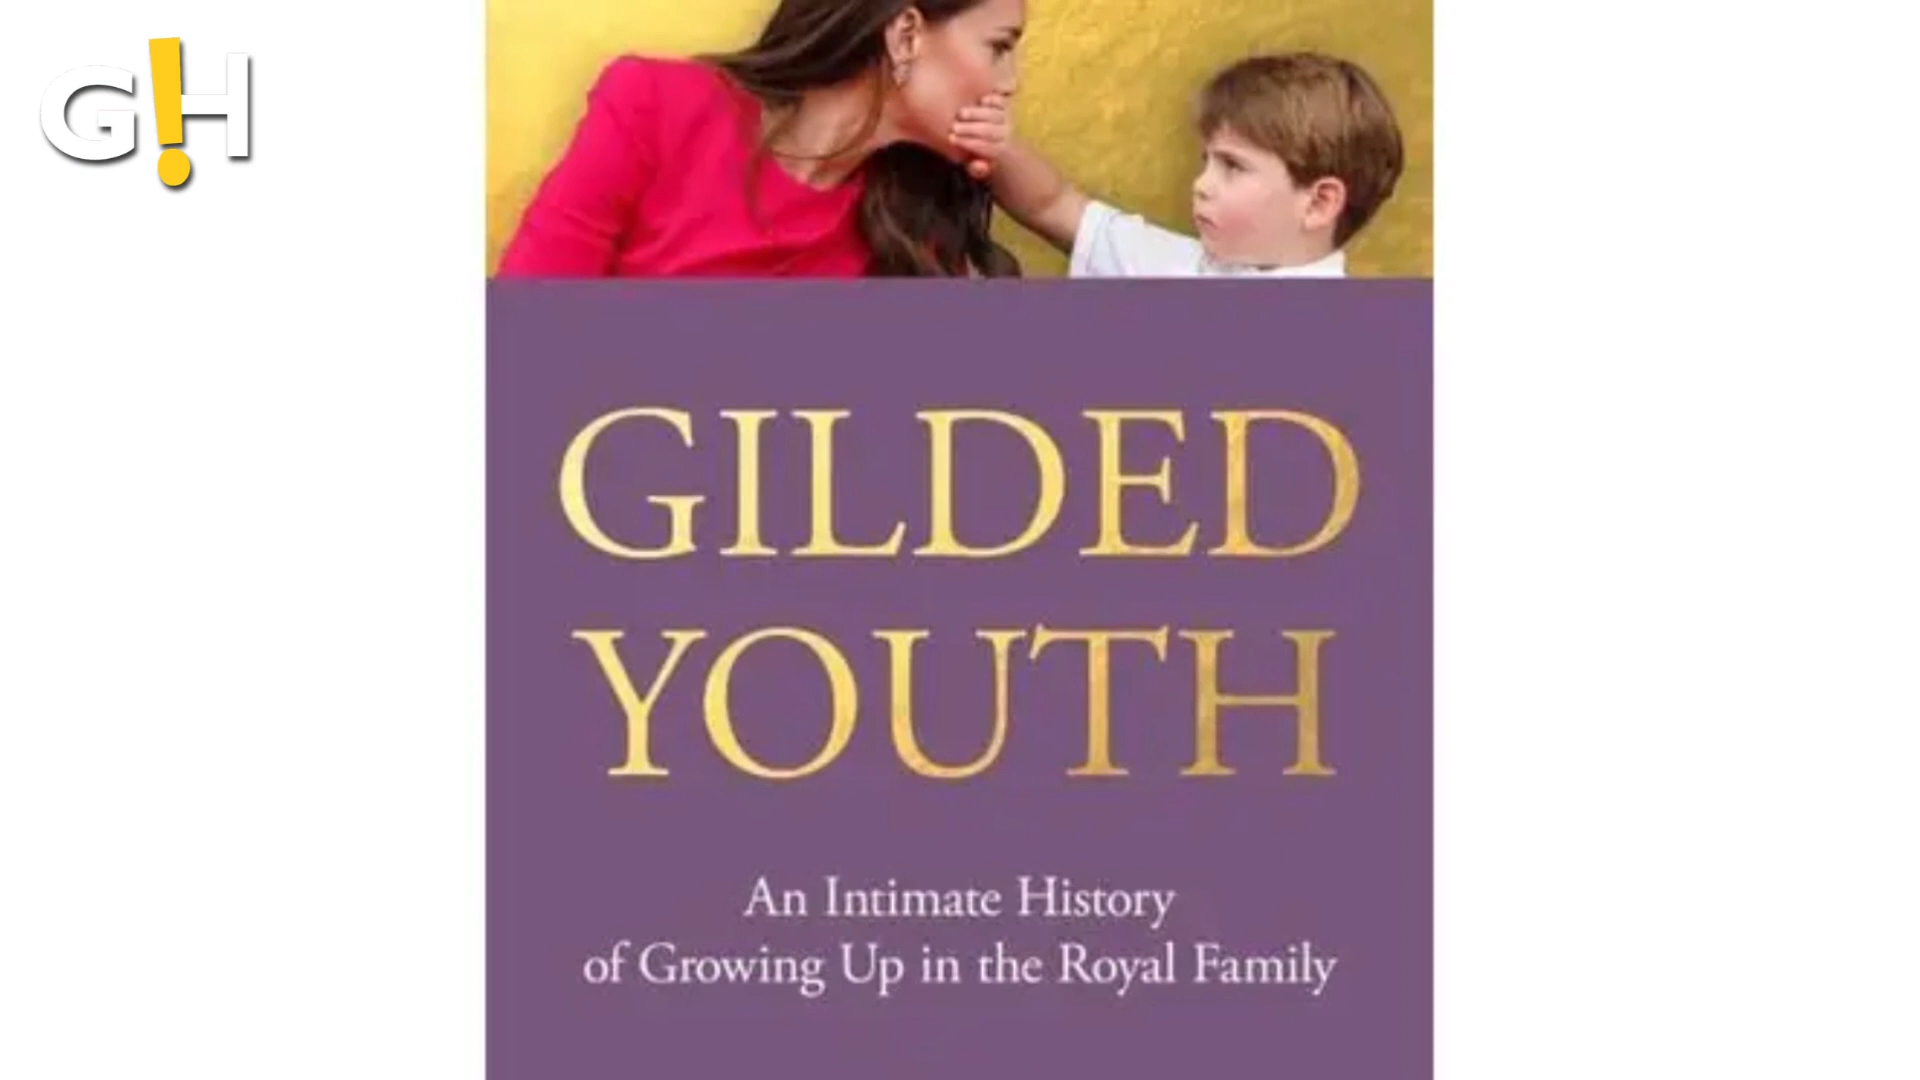 G!H
GILDED
YOUTH
An Intimate History
of Growing Up in the Royal Family